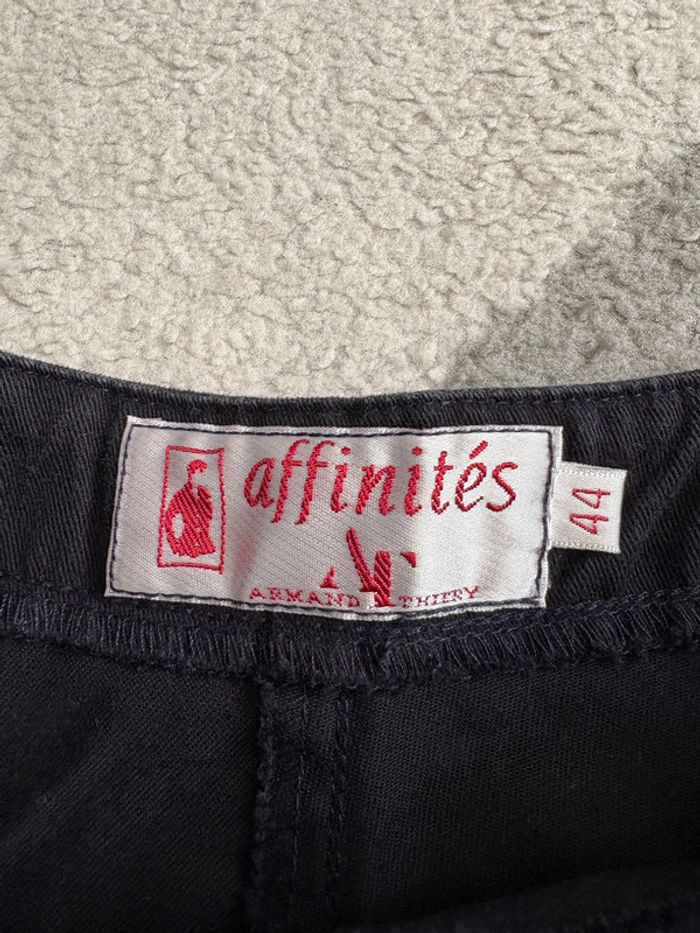 affinités
44
AT
ARMAND THIERY